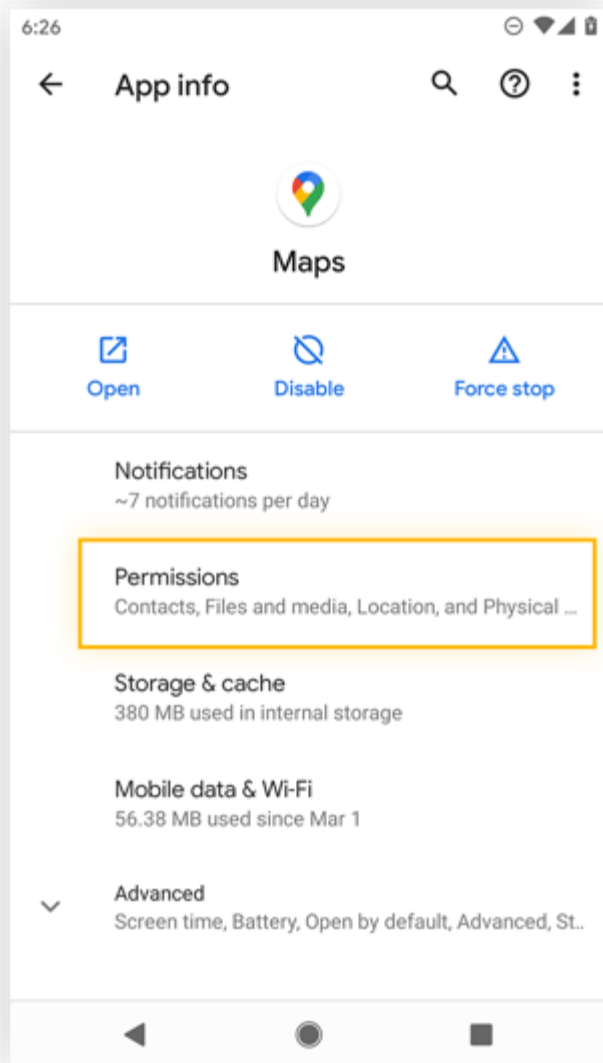 6:26
App info
Maps
Open Disable Force stop
Notifications
~7 notifications per day
Permissions
Contacts, Files and media, Location, and Physical ...
Storage & cache
380 MB used in internal storage
Mobile data & Wi-Fi
56.38 MB used since Mar 1
Advanced
Screen time, Battery, Open by default, Advanced, St..